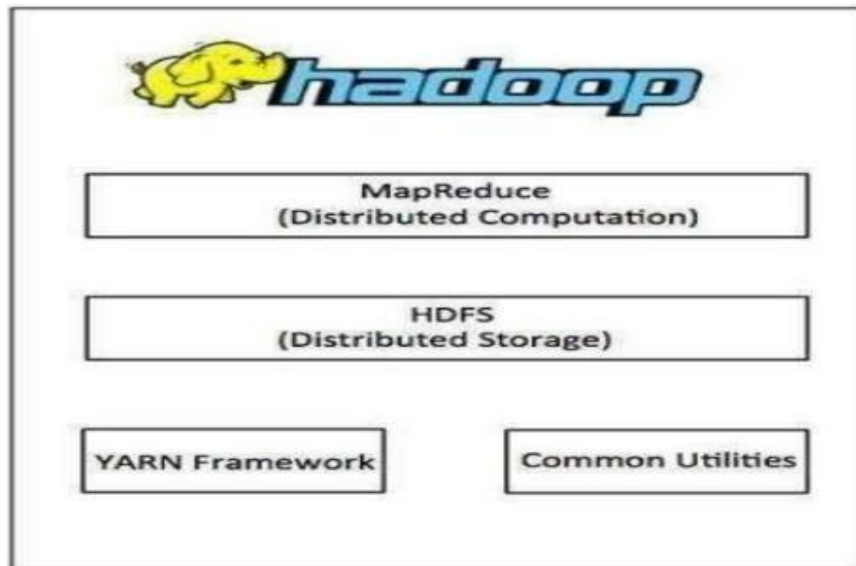 hadoop
MapReduce
(Distributed Computation)
HDFS
(Distributed Storage)
YARN Framework
Common Utilities